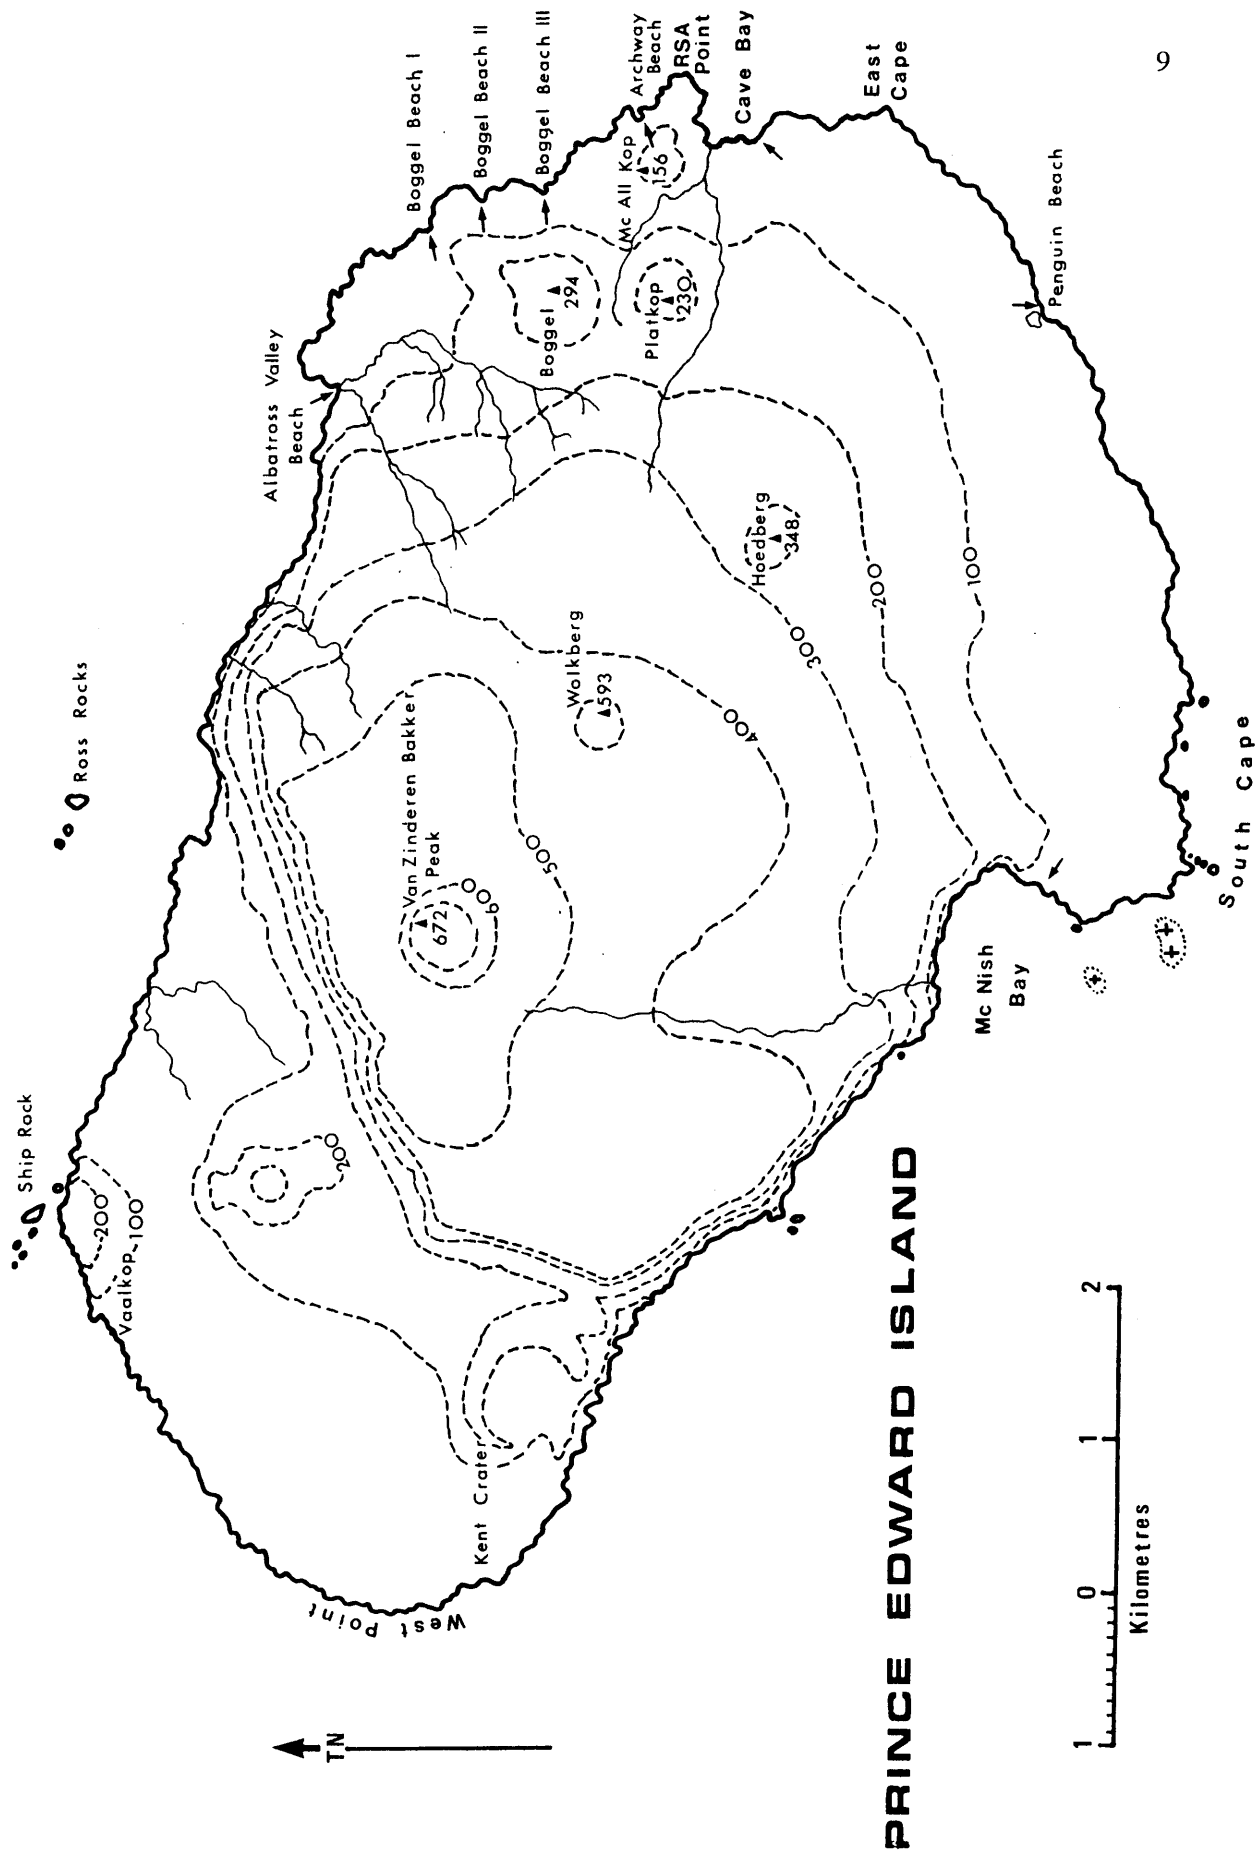 9
Ship Rock
Ross Rocks
Albatross Valley
Beach
Boggel Beach I
Boggel Beach II
Boggel Beach III
Archway
Beach
RSA
Point
Cave Bay
East
Cape
Mc All Kop
156
Boggel
294
Platkop
230
Vaalkop
200
100
200
Van Zinderen Bakker
Peak
672
600
500
Wolkberg
593
Hoedberg
348
400
300
200
100
Penguin Beach
Kent Crater
West Point
Mc Nish
Bay
South Cape
TN
PRINCE EDWARD ISLAND
1 0 1 2
Kilometres